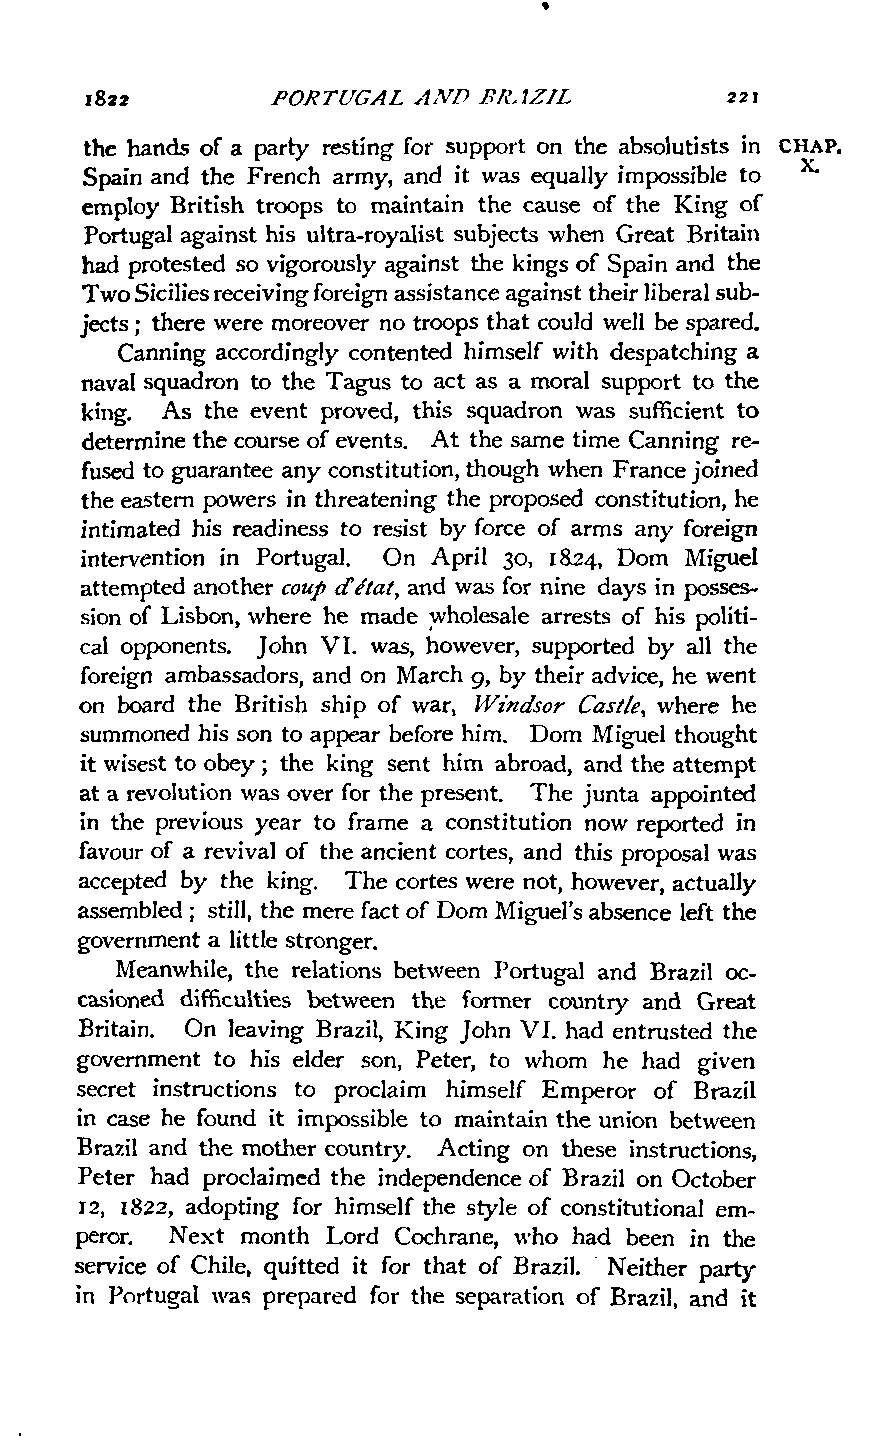 1822 PORTUGAL AND BRAZIL 221
the hands of a party resting for support on the absolutists in CHAP.
Spain and the French army, and it was equally impossible to X.
employ British troops to maintain the cause of the King of
Portugal against his ultra-royalist subjects when Great Britain
had protested so vigorously against the kings of Spain and the
Two Sicilies receiving foreign assistance against their liberal sub-
jects ; there were moreover no troops that could well be spared.
Canning accordingly contented himself with despatching a
naval squadron to the Tagus to act as a moral support to the
king. As the event proved, this squadron was sufficient to
determine the course of events. At the same time Canning re-
fused to guarantee any constitution, though when France joined
the eastern powers in threatening the proposed constitution, he
intimated his readiness to resist by force of arms any foreign
intervention in Portugal. On April 30, 1824, Dom Miguel
attempted another coup d'état, and was for nine days in posses-
sion of Lisbon, where he made wholesale arrests of his politi-
cal opponents. John VI. was, however, supported by all the
foreign ambassadors, and on March 9, by their advice, he went
on board the British ship of war, Windsor Castle, where he
summoned his son to appear before him. Dom Miguel thought
it wisest to obey ; the king sent him abroad, and the attempt
at a revolution was over for the present. The junta appointed
in the previous year to frame a constitution now reported in
favour of a revival of the ancient cortes, and this proposal was
accepted by the king. The cortes were not, however, actually
assembled ; still, the mere fact of Dom Miguel's absence left the
government a little stronger.
Meanwhile, the relations between Portugal and Brazil oc-
casioned difficulties between the former country and Great
Britain. On leaving Brazil, King John VI. had entrusted the
government to his elder son, Peter, to whom he had given
secret instructions to proclaim himself Emperor of Brazil
in case he found it impossible to maintain the union between
Brazil and the mother country. Acting on these instructions,
Peter had proclaimed the independence of Brazil on October
12, 1822, adopting for himself the style of constitutional em-
peror. Next month Lord Cochrane, who had been in the
service of Chile, quitted it for that of Brazil. Neither party
in Portugal was prepared for the separation of Brazil, and it